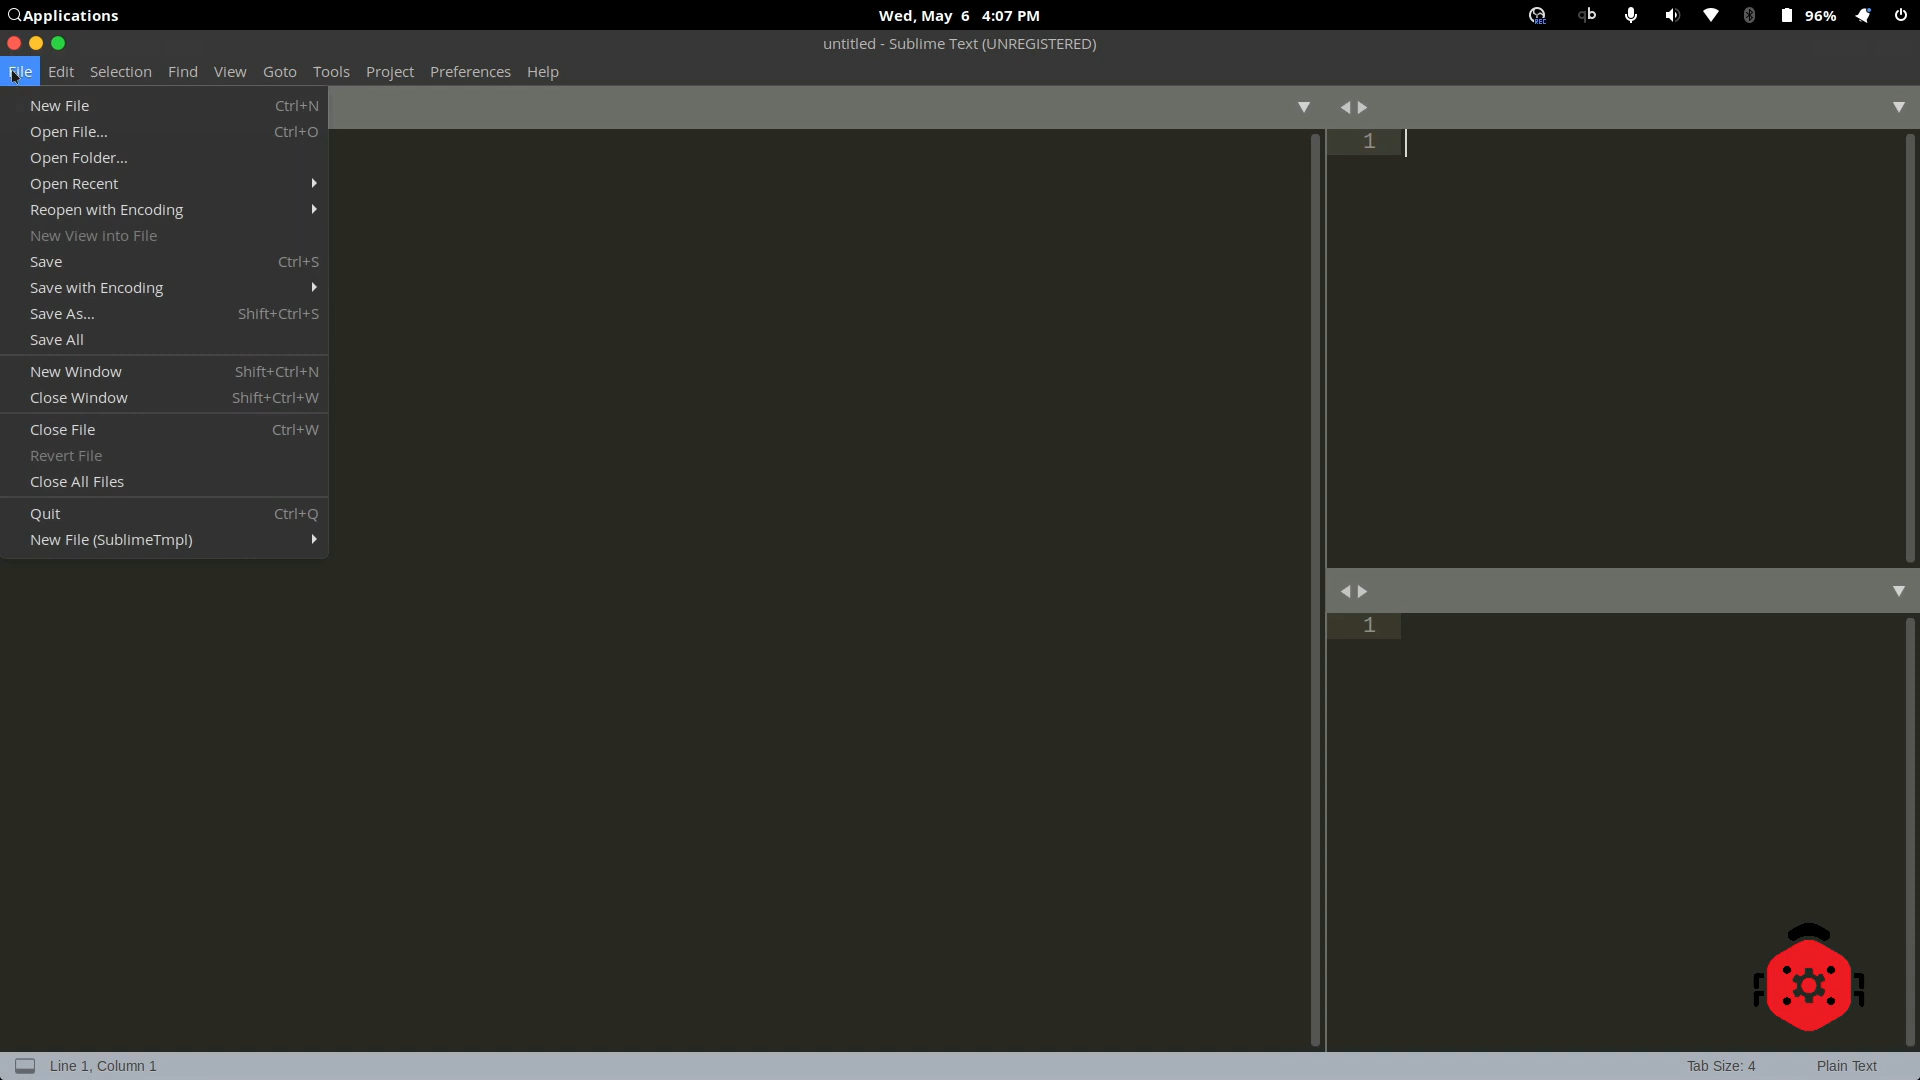 Applications
Wed, May 6 4:07 PM
REC
qb
96%
untitled - Sublime Text (UNREGISTERED)
File Edit Selection Find View Goto Tools Project Preferences Help
New File Ctrl+N
Open File... Ctrl+O
Open Folder...
Open Recent
Reopen with Encoding
New View into File
Save Ctrl+S
Save with Encoding
Save As... Shift+Ctrl+S
Save All
New Window Shift+Ctrl+N
Close Window Shift+Ctrl+W
Close File Ctrl+W
Revert File
Close All Files
Quit Ctrl+Q
New File (SublimeTmpl)
1
1
Line 1, Column 1
Tab Size: 4
Plain Text